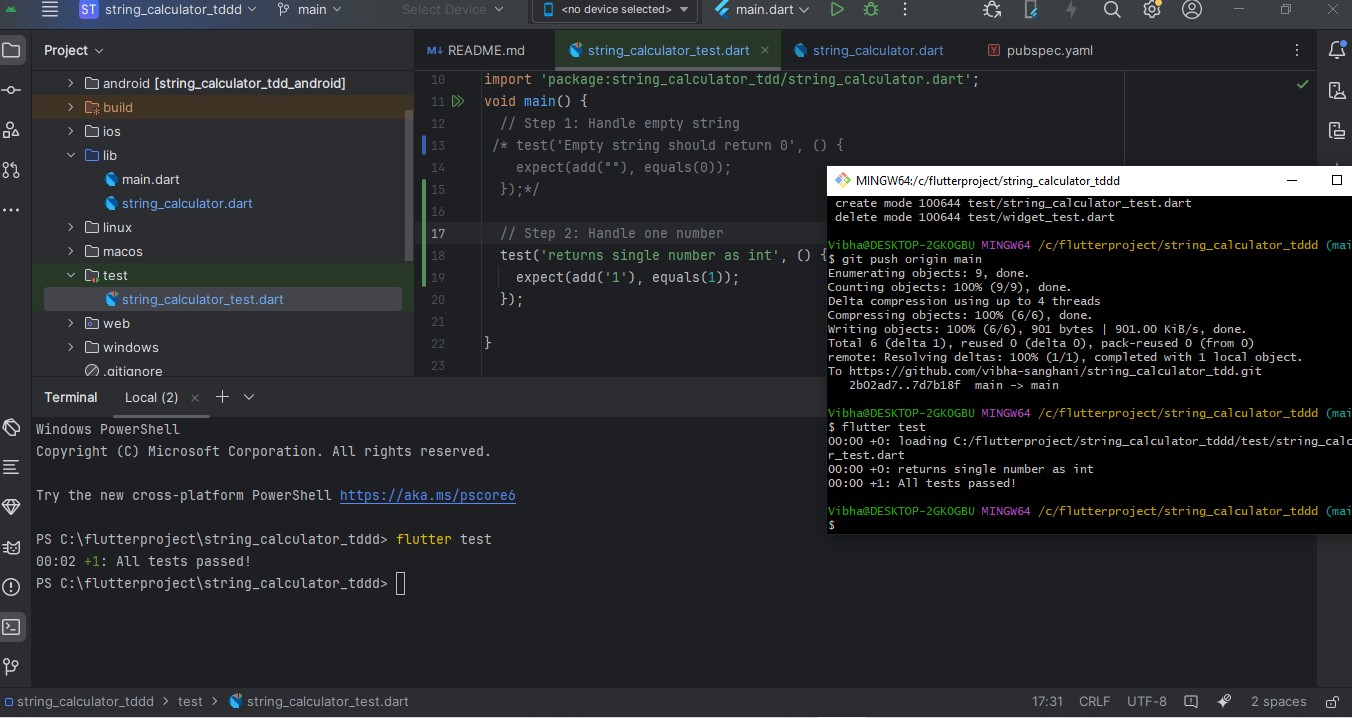 ST string_calculator_tddd main Select Device <no device selected> main.dart
Project
android [string_calculator_tdd_android]
build
ios
lib
main.dart
string_calculator.dart
linux
macos
test
string_calculator_test.dart
web
windows
.gitignore
M↓ README.md string_calculator_test.dart string_calculator.dart pubspec.yaml
10 import 'package:string_calculator_tdd/string_calculator.dart';
11 void main() {
12 // Step 1: Handle empty string
13 /* test('Empty string should return 0', () {
14 expect(add(""), equals(0));
15 });*/
16
17 // Step 2: Handle one number
18 test('returns single number as int', () {
19 expect(add('1'), equals(1));
20 });
21
22 }
23
MINGW64:/c/flutterproject/string_calculator_tddd
create mode 100644 test/string_calculator_test.dart
delete mode 100644 test/widget_test.dart
Vibha@DESKTOP-2GKOGBU MINGW64 /c/flutterproject/string_calculator_tddd (mai
$ git push origin main
Enumerating objects: 9, done.
Counting objects: 100% (9/9), done.
Delta compression using up to 4 threads
Compressing objects: 100% (6/6), done.
Writing objects: 100% (6/6), 901 bytes | 901.00 KiB/s, done.
Total 6 (delta 1), reused 0 (delta 0), pack-reused 0 (from 0)
remote: Resolving deltas: 100% (1/1), completed with 1 local object.
To https://github.com/vibha-sanghani/string_calculator_tdd.git
2b02ad7..7d7b18f main -> main
Vibha@DESKTOP-2GKOGBU MINGW64 /c/flutterproject/string_calculator_tddd (mai
$ flutter test
00:00 +0: loading C:/flutterproject/string_calculator_tddd/test/string_calc
r_test.dart
00:00 +0: returns single number as int
00:00 +1: All tests passed!
Vibha@DESKTOP-2GKOGBU MINGW64 /c/flutterproject/string_calculator_tddd (mai
$
Terminal Local (2)
Windows PowerShell
Copyright (C) Microsoft Corporation. All rights reserved.
Try the new cross-platform PowerShell https://aka.ms/pscore6
PS C:\flutterproject\string_calculator_tddd> flutter test
00:02 +1: All tests passed!
PS C:\flutterproject\string_calculator_tddd>
string_calculator_tddd > test > string_calculator_test.dart 17:31 CRLF UTF-8 2 spaces